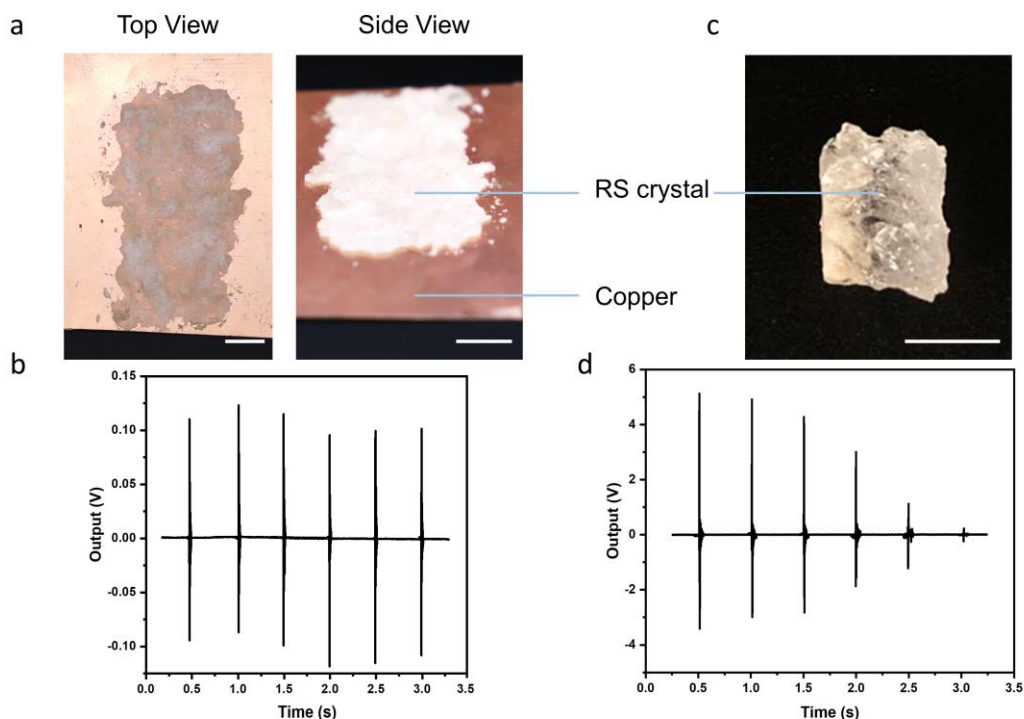 a
Top View
Side View
c
RS crystal
Copper
b
0.15
0.10
0.05
0.00
-0.05
-0.10
Output (V)
0.0 0.5 1.0 1.5 2.0 2.5 3.0 3.5
Time (s)
d
6
4
2
0
-2
-4
Output (V)
0.0 0.5 1.0 1.5 2.0 2.5 3.0 3.5
Time (s)